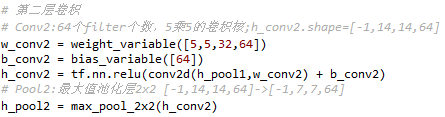 # 第二层卷积
# Conv2:64个filter个数，5乘5的卷积核;h_conv2.shape=[-1,14,14,64]
w_conv2 = weight_variable([5,5,32,64])
b_conv2 = bias_variable([64])
h_conv2 = tf.nn.relu(conv2d(h_pool1,w_conv2) + b_conv2)
# Pool2:最大值池化层2x2 [-1,14,14,64]->[-1,7,7,64]
h_pool2 = max_pool_2x2(h_conv2)